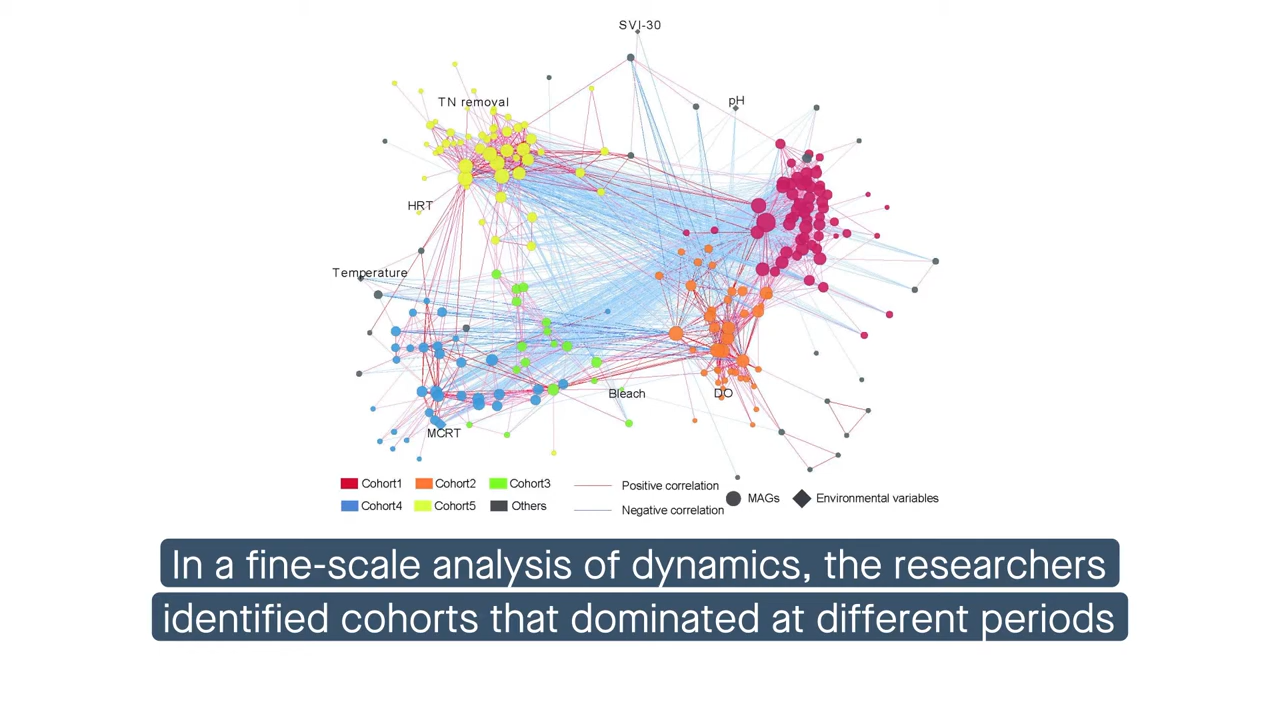 SVI-30
TN removal
pH
HRT
Temperature
Bleach
DO
MCRT
Cohort1 Cohort2 Cohort3 Positive correlation MAGs Environmental variables
Cohort4 Cohort5 Others Negative correlation
In a fine-scale analysis of dynamics, the researchers
identified cohorts that dominated at different periods